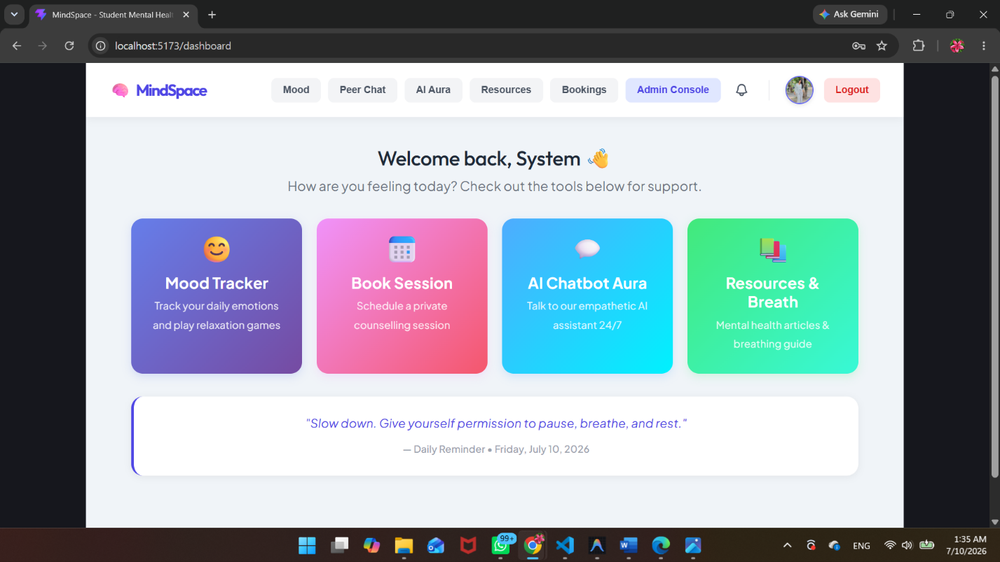 MindSpace - Student Mental Heal
Ask Gemini
localhost:5173/dashboard
MindSpace
Mood
Peer Chat
AI Aura
Resources
Bookings
Admin Console
Logout
Welcome back, System 👋
How are you feeling today? Check out the tools below for support.
Mood Tracker
Track your daily emotions
and play relaxation games
Book Session
Schedule a private
counselling session
AI Chatbot Aura
Talk to our empathetic AI
assistant 24/7
Resources &
Breath
Mental health articles &
breathing guide
"Slow down. Give yourself permission to pause, breathe, and rest."
— Daily Reminder • Friday, July 10, 2026
99+
ENG
1:35 AM
7/10/2026